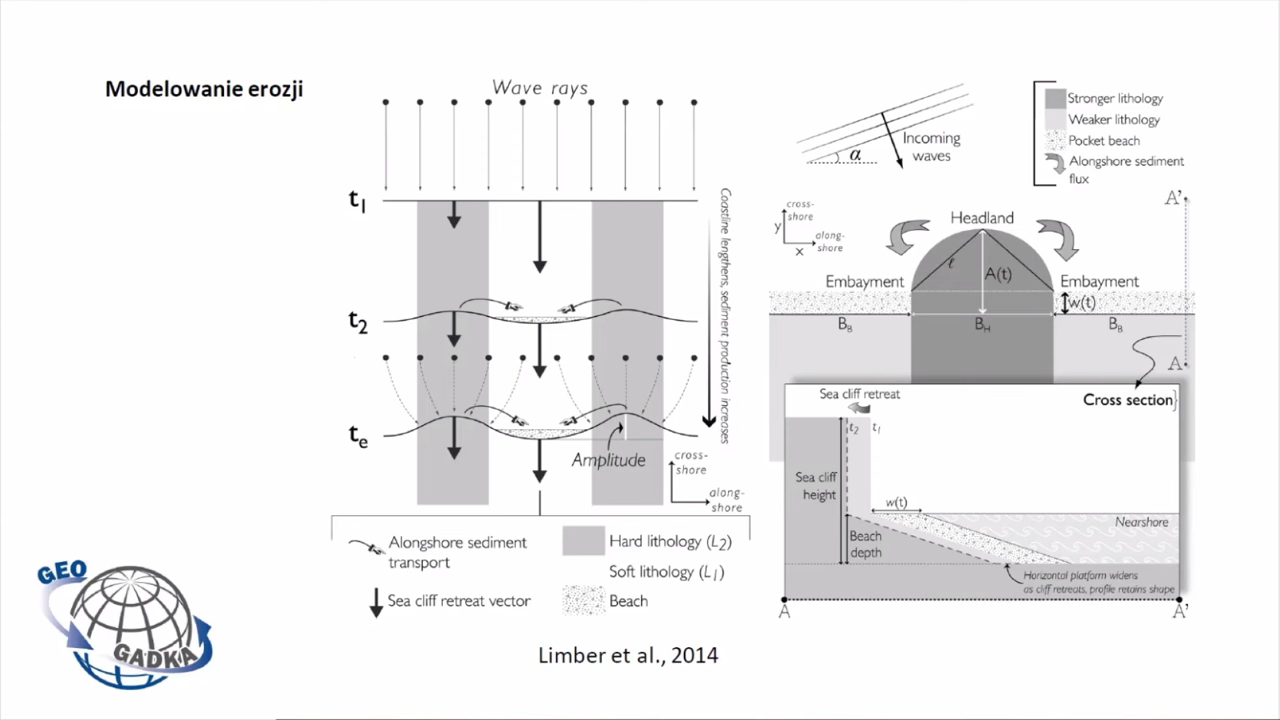 Modelowanie erozji
Wave rays
t1
t2
te
Coastline lengthens, sediment production increases
Amplitude
cross-
shore
along-
shore
Alongshore sediment
transport
Sea cliff retreat vector
Hard lithology (L2)
Soft lithology (L1)
Beach
α
Incoming
waves
Stronger lithology
Weaker lithology
Pocket beach
Alongshore sediment
flux
A'
cross-
shore
y
along-
shore
x
Headland
ℓ
A(t)
Embayment
Embayment
w(t)
BB
BH
BB
A
Cross section
Sea cliff retreat
t2
t1
Sea cliff
height
w(t)
Beach
depth
Nearshore
Horizontal platform widens
as cliff retreats, profile retains shape
A
A'
GEO
GADKA
Limber et al., 2014